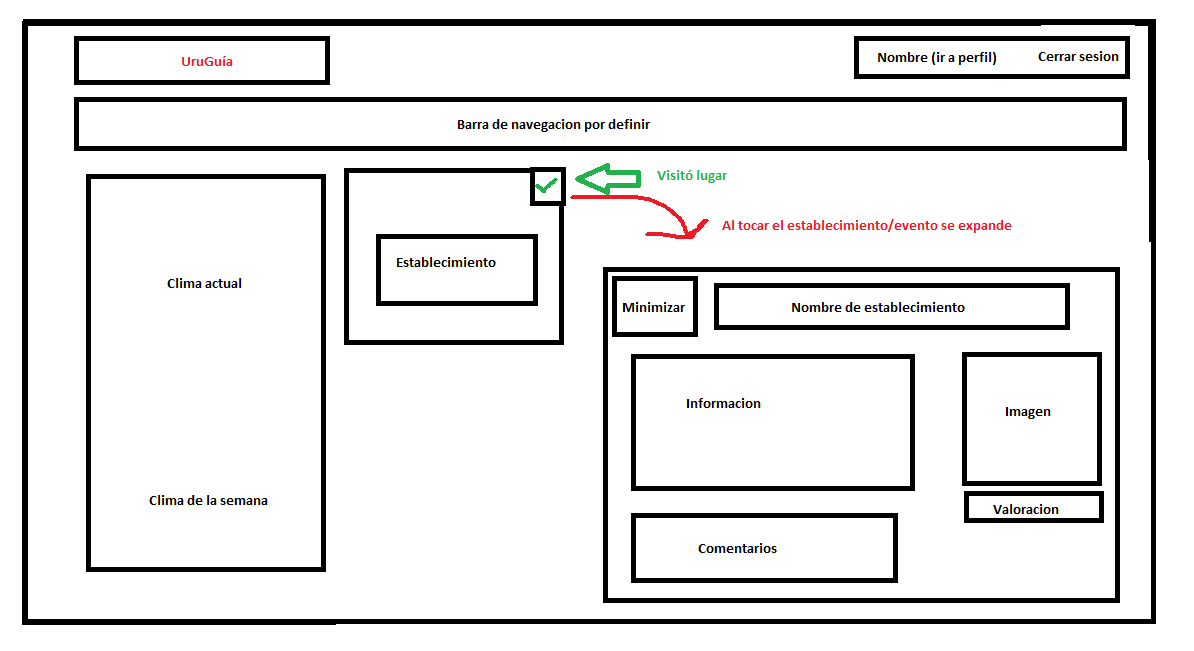 UruGuía
Nombre (ir a perfil)
Cerrar sesion
Barra de navegacion por definir
Visitó lugar
Al tocar el establecimiento/evento se expande
Establecimiento
Clima actual
Clima de la semana
Minimizar
Nombre de establecimiento
Informacion
Imagen
Valoracion
Comentarios